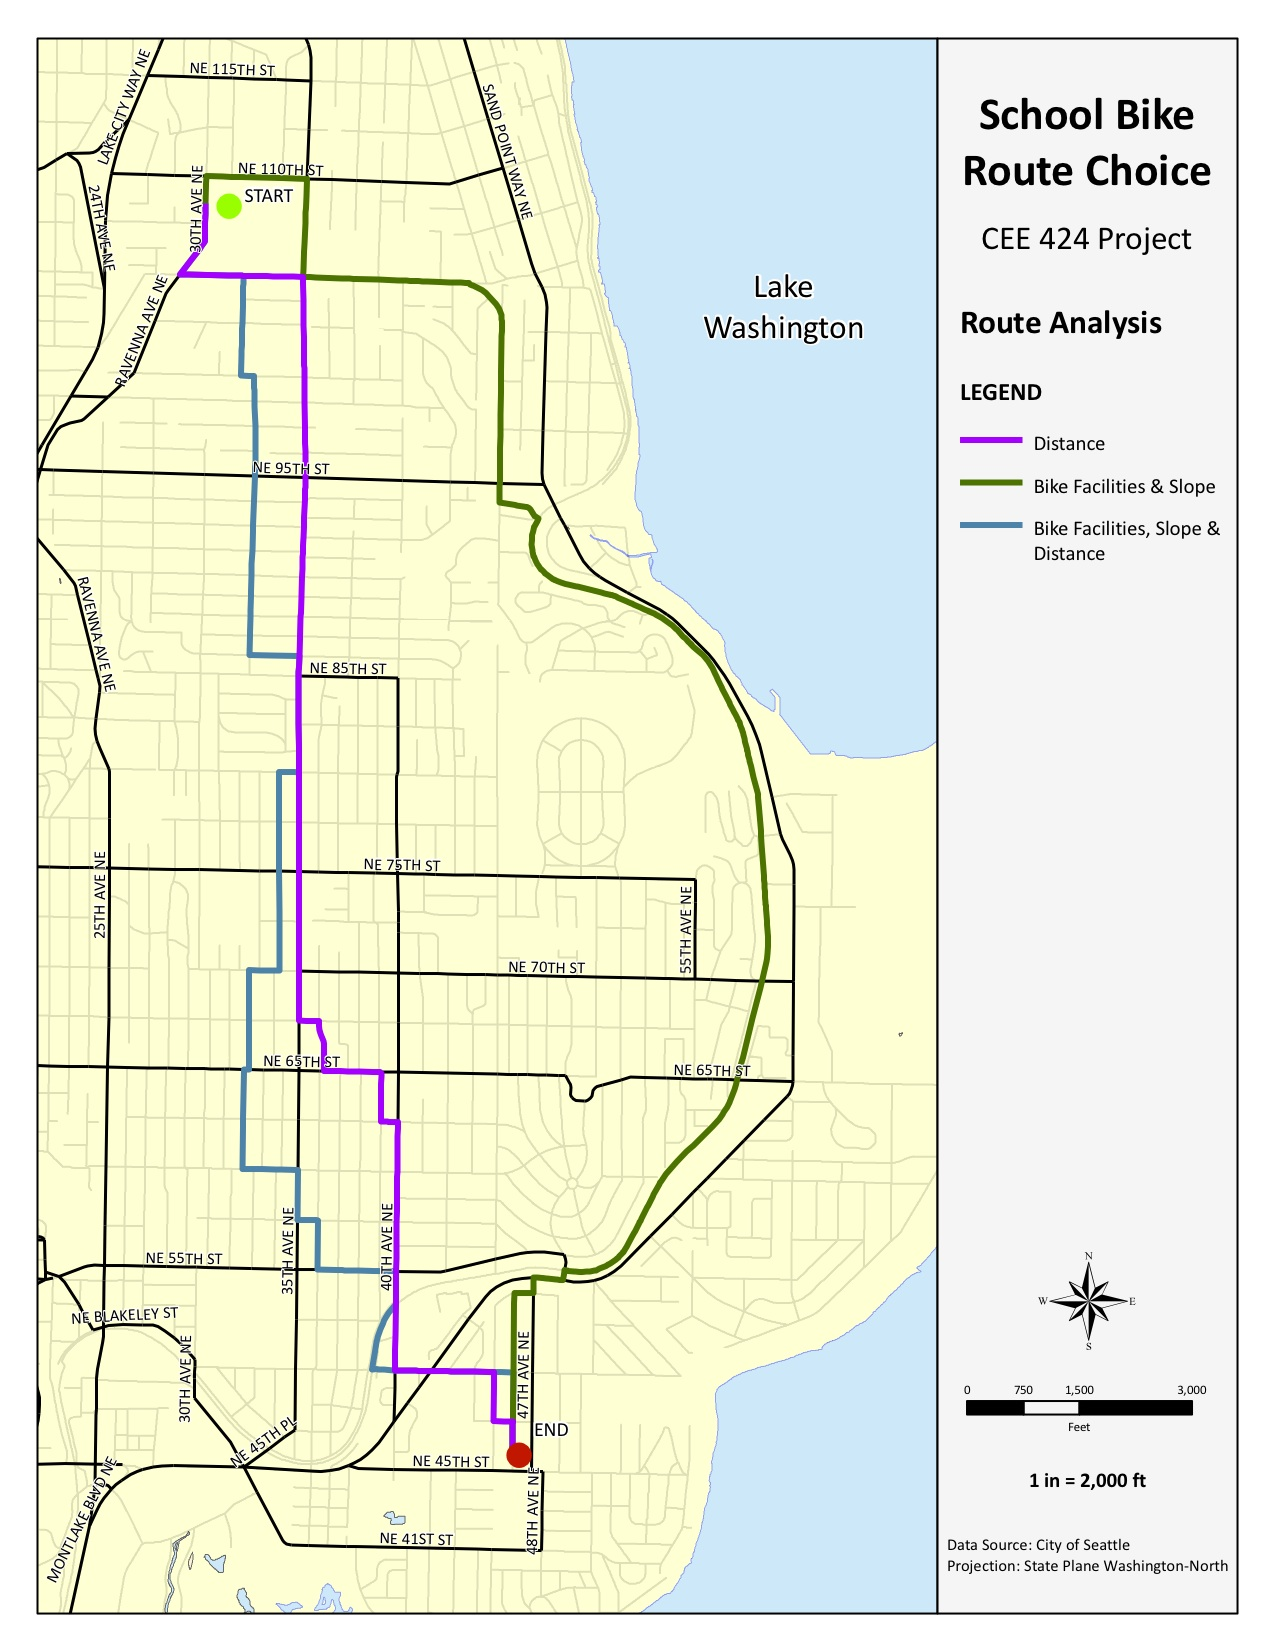 School Bike
Route Choice
CEE 424 Project
Route Analysis
LEGEND
Distance
Bike Facilities & Slope
Bike Facilities, Slope &
Distance
N
W
E
S
0 750 1,500 3,000
Feet
1 in = 2,000 ft
Data Source: City of Seattle
Projection: State Plane Washington-North
LAKE CITY WAY NE
NE 115TH ST
SAND POINT WAY NE
NE 110TH ST
START
30TH AVE NE
24TH AVE NE
RAVENNA AVE NE
Lake
Washington
NE 95TH ST
RAVENNA AVE NE
NE 85TH ST
NE 75TH ST
25TH AVE NE
55TH AVE NE
NE 70TH ST
NE 65TH ST
NE 65TH ST
35TH AVE NE
40TH AVE NE
NE 55TH ST
NE BLAKELEY ST
30TH AVE NE
47TH AVE NE
END
NE 45TH PL
NE 45TH ST
MONTLAKE BLVD NE
48TH AVE NE
NE 41ST ST